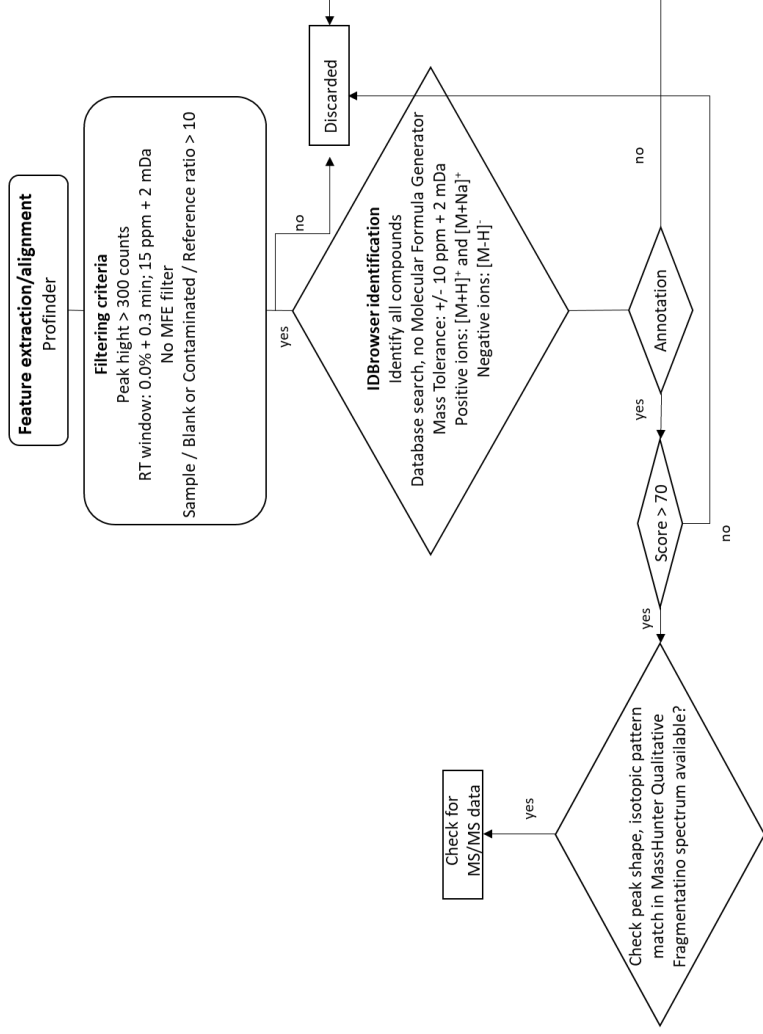 Feature extraction/alignment
Profinder
Filtering criteria
Peak hight > 300 counts
RT window: 0.0% + 0.3 min; 15 ppm + 2 mDa
No MFE filter
Sample / Blank or Contaminated / Reference ratio > 10
yes
no
Discarded
IDBrowser identification
Identify all compounds
Database search, no Molecular Formula Generator
Mass Tolerance: +/- 10 ppm + 2 mDa
Positive ions: [M+H]⁺ and [M+Na]⁺
Negative ions: [M-H]⁻
Annotation
no
yes
Score > 70
no
yes
Check peak shape, isotopic pattern
match in MassHunter Qualitative
Fragmentatino spectrum available?
yes
Check for
MS/MS data